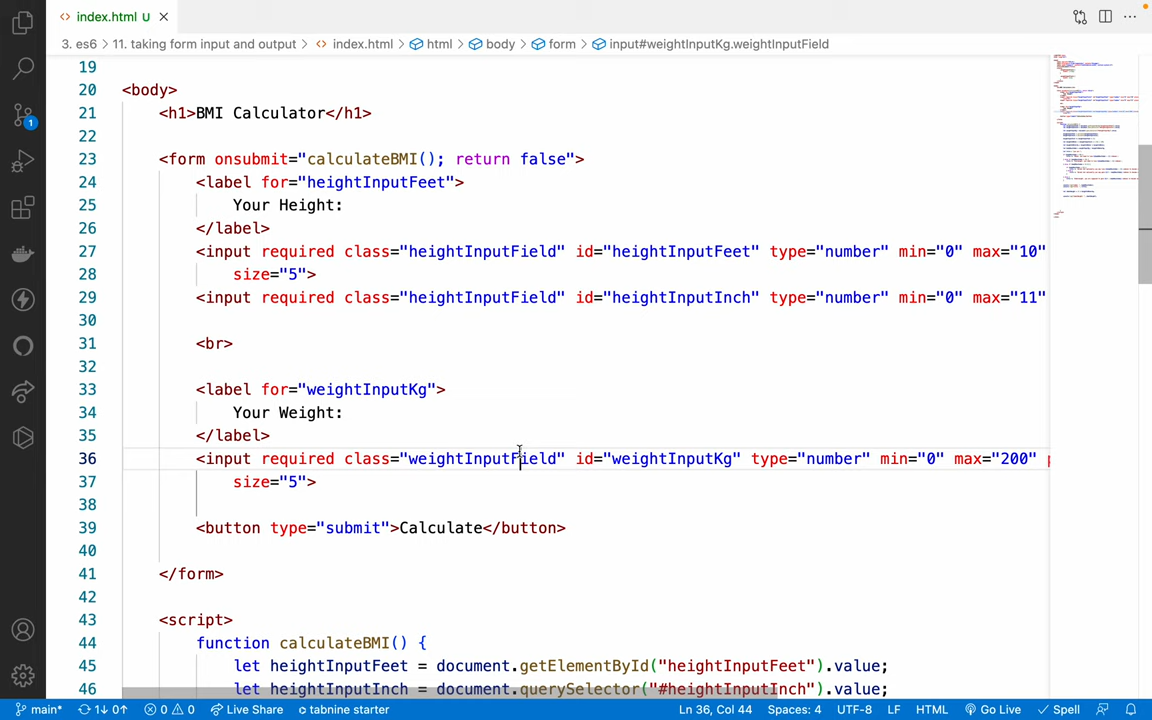 index.html U
3. es6 > 11. taking form input and output > index.html > html > body > form > input#weightInputKg.weightInputField
19
20 <body>
21 <h1>BMI Calculator</h1>
22
23 <form onsubmit="calculateBMI(); return false">
24 <label for="heightInputFeet">
25 Your Height:
26 </label>
27 <input required class="heightInputField" id="heightInputFeet" type="number" min="0" max="10"
28 size="5">
29 <input required class="heightInputField" id="heightInputInch" type="number" min="0" max="11"
30
31 <br>
32
33 <label for="weightInputKg">
34 Your Weight:
35 </label>
36 <input required class="weightInputField" id="weightInputKg" type="number" min="0" max="200" p
37 size="5">
38
39 <button type="submit">Calculate</button>
40
41 </form>
42
43 <script>
44 function calculateBMI() {
45 let heightInputFeet = document.getElementById("heightInputFeet").value;
46 let heightInputInch = document.querySelector("#heightInputInch").value;
1
main* 1↓ 0↑ 0 0 Live Share tabnine starter Ln 36, Col 44 Spaces: 4 UTF-8 LF HTML Go Live Spell